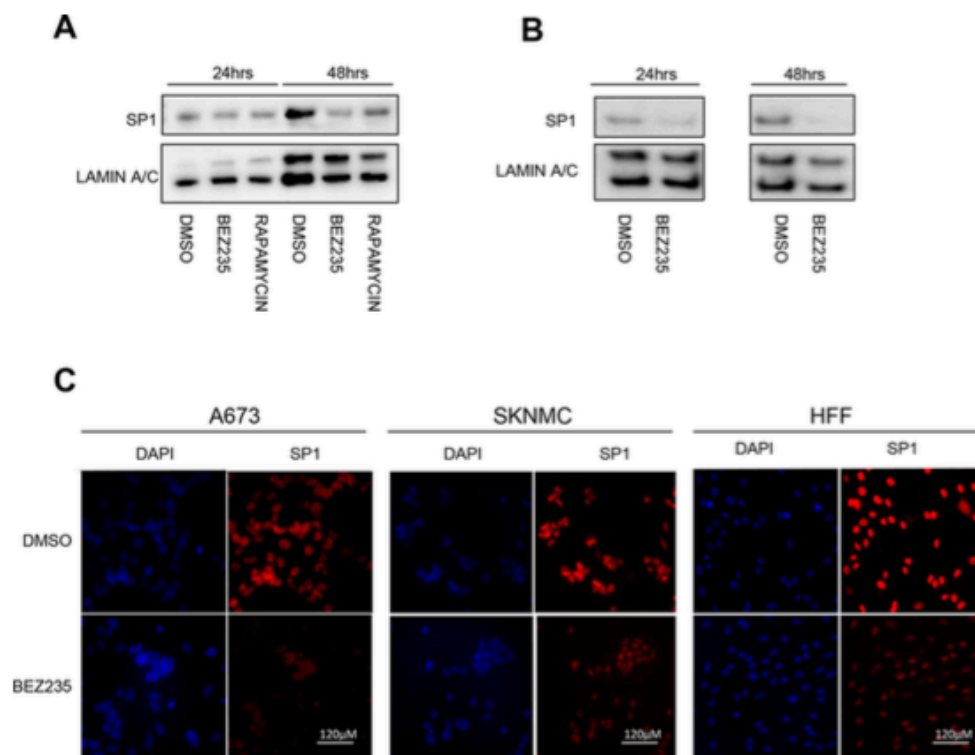 A
24hrs 48hrs
SP1
LAMIN A/C
DMSO
BEZ235
RAPAMYCIN
DMSO
BEZ235
RAPAMYCIN
B
24hrs 48hrs
SP1
LAMIN A/C
DMSO
BEZ235
DMSO
BEZ235
C
A673 SKNMC HFF
DAPI SP1 DAPI SP1 DAPI SP1
DMSO
BEZ235
120µM 120µM 120µM